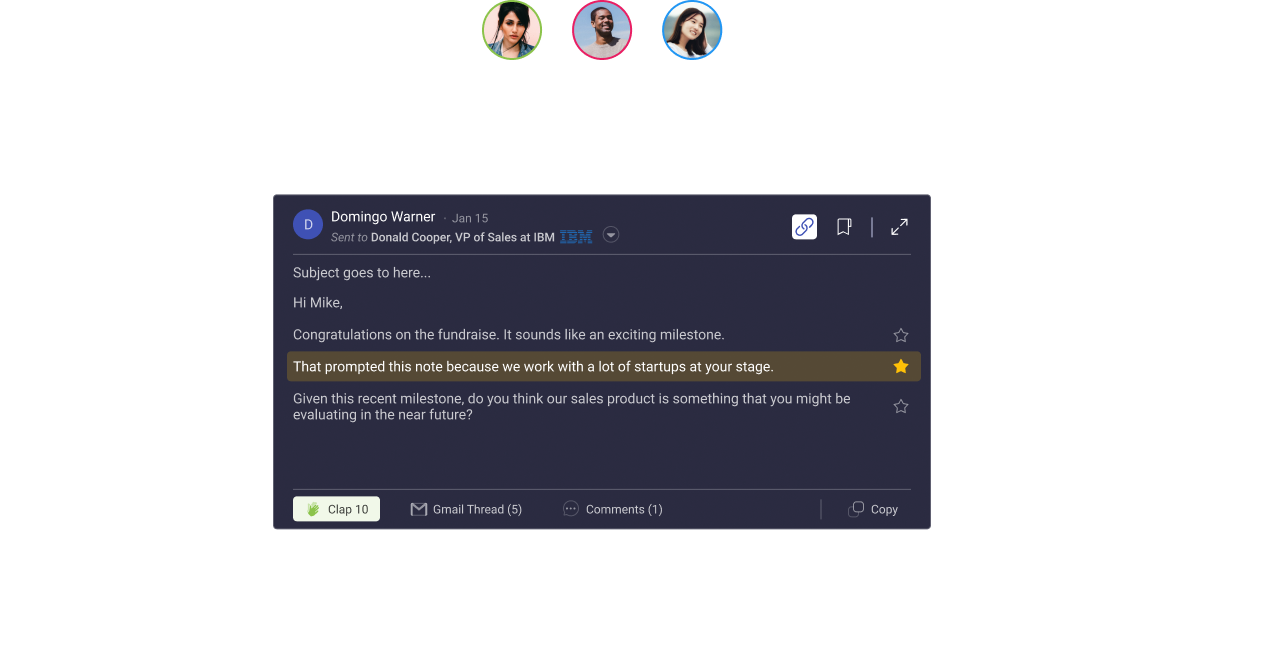 D
Domingo Warner · Jan 15
Sent to Donald Cooper, VP of Sales at IBM IBM
Subject goes to here...
Hi Mike,
Congratulations on the fundraise. It sounds like an exciting milestone.
That prompted this note because we work with a lot of startups at your stage.
Given this recent milestone, do you think our sales product is something that you might be
evaluating in the near future?
Clap 10
Gmail Thread (5)
Comments (1)
Copy